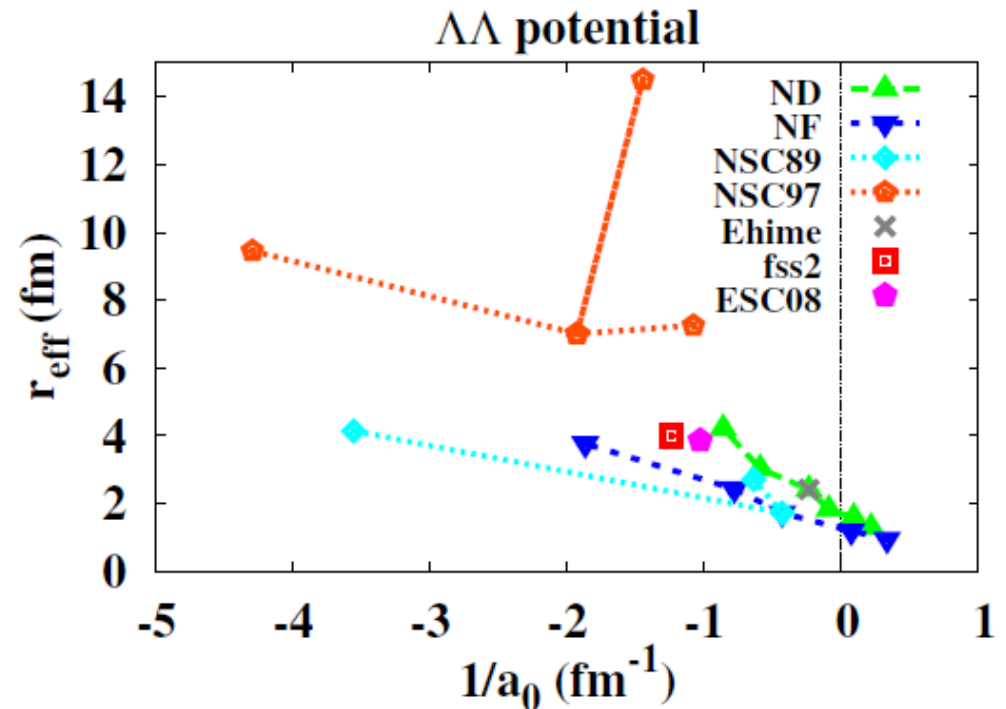 ΛΛ potential
r_eff (fm)
14
12
10
8
6
4
2
0
-5
-4
-3
-2
-1
0
1
1/a₀ (fm⁻¹)
ND
NF
NSC89
NSC97
Ehime
fss2
ESC08